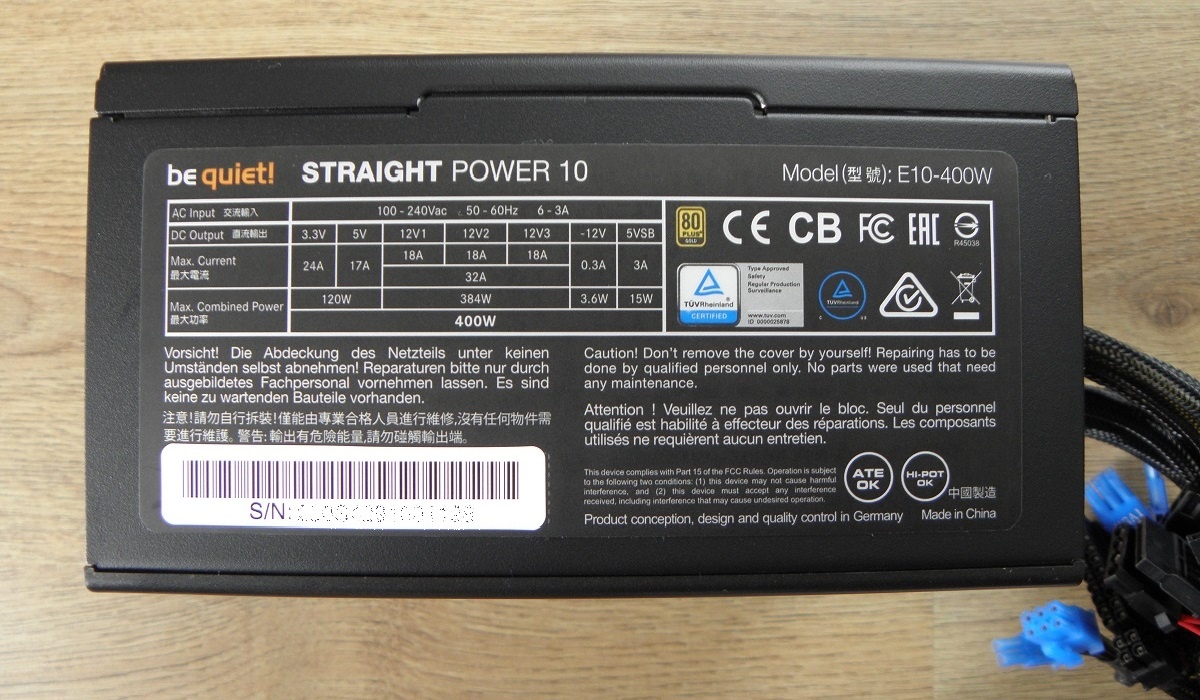 be quiet! STRAIGHT POWER 10 Model(型號): E10-400W
AC Input 交流輸入 100 - 240Vac 50 - 60Hz 6 - 3A
DC Output 直流輸出 3.3V 5V 12V1 12V2 12V3 -12V 5VSB
Max. Current
最大電流
24A 17A 18A 18A 18A 0.3A 3A
32A
Max. Combined Power
最大功率
120W 384W 3.6W 15W
400W
80
PLUS
GOLD
CE CB FC EAC
R45038
TÜVRheinland
CERTIFIED
Type Approved
Safety
Regular Production
Surveillance
www.tuv.com
ID 0000025876
TÜVRheinland
C US
Vorsicht! Die Abdeckung des Netzteils unter keinen
Umständen selbst abnehmen! Reparaturen bitte nur durch
ausgebildetes Fachpersonal vornehmen lassen. Es sind
keine zu wartenden Bauteile vorhanden.
注意!請勿自行拆裝!僅能由專業合格人員進行維修,沒有任何物件需
要進行維護。警告: 輸出有危險能量,請勿碰觸輸出端。
S/N:
Caution! Don't remove the cover by yourself! Repairing has to be
done by qualified personnel only. No parts were used that need
any maintenance.
Attention ! Veuillez ne pas ouvrir le bloc. Seul du personnel
qualifié est habilité à effecteur des réparations. Les composants
utilisés ne requièrent aucun entretien.
This device complies with Part 15 of the FCC Rules. Operation is subject
to the following two conditions: (1) this device may not cause harmful
interference, and (2) this device must accept any interference
received, including interference that may cause undesired operation.
ATE
OK
HI-POT
OK
中國製造
Product conception, design and quality control in Germany Made in China